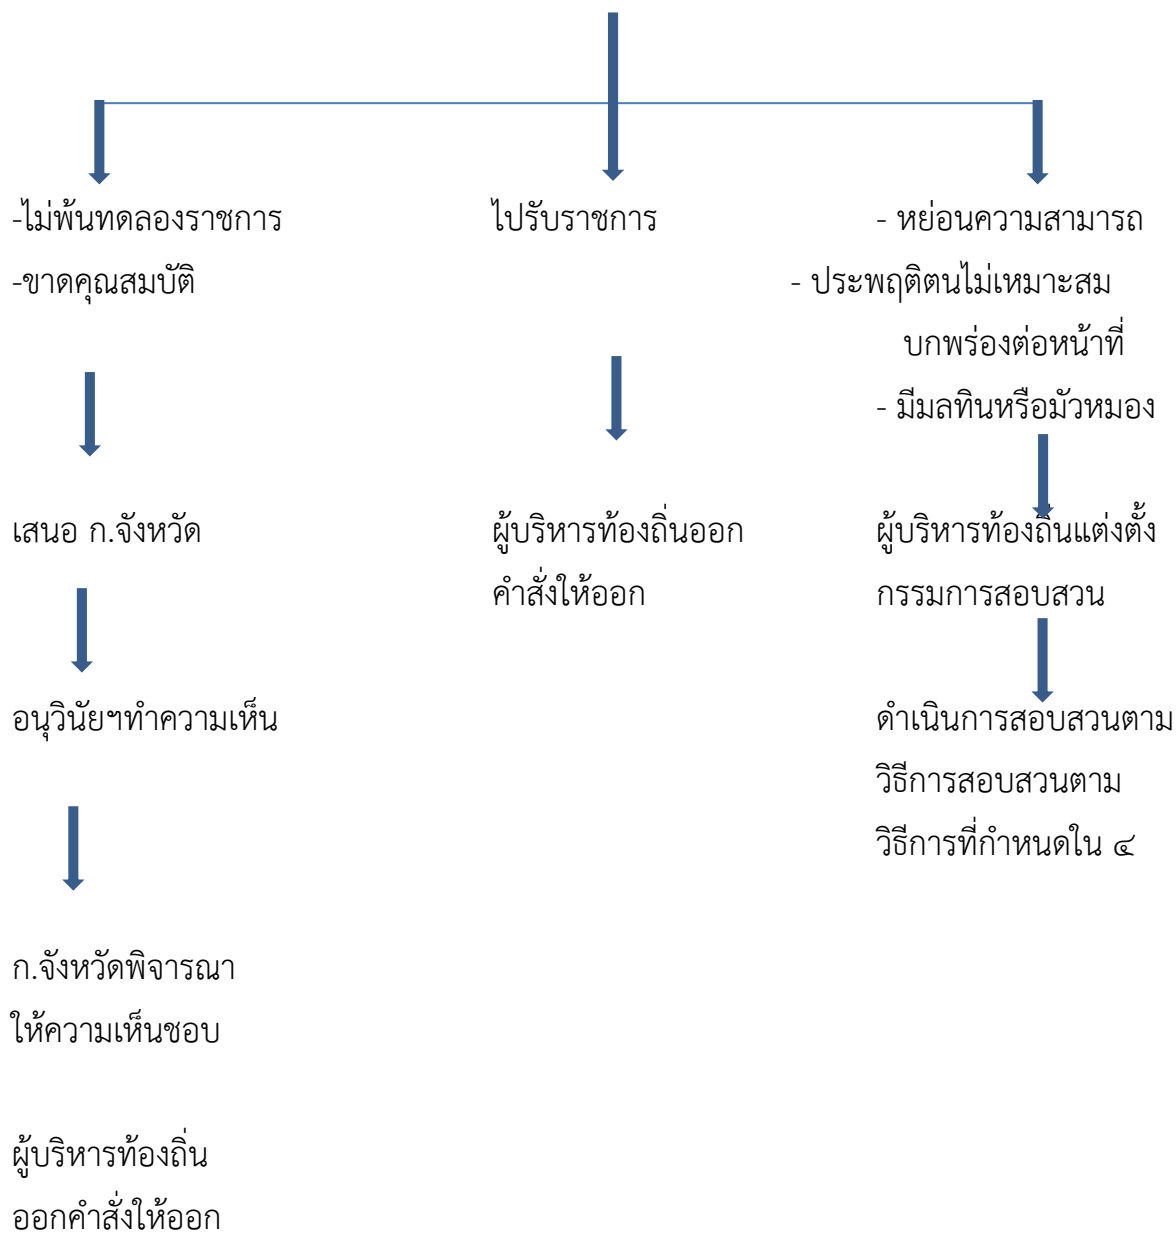 -ไม่พ้นทดลองราชการ
-ขาดคุณสมบัติ
เสนอ ก.จังหวัด
อนุวินัยฯทำความเห็น
ก.จังหวัดพิจารณา
ให้ความเห็นชอบ
ผู้บริหารท้องถิ่น
ออกคำสั่งให้ออก
ไปรับราชการ
ผู้บริหารท้องถิ่นออก
คำสั่งให้ออก
- หย่อนความสามารถ
- ประพฤติตนไม่เหมาะสม
บกพร่องต่อหน้าที่
- มีมลทินหรือมัวหมอง
ผู้บริหารท้องถิ่นแต่งตั้ง
กรรมการสอบสวน
ดำเนินการสอบสวนตาม
วิธีการสอบสวนตาม
วิธีการที่กำหนดใน ๔